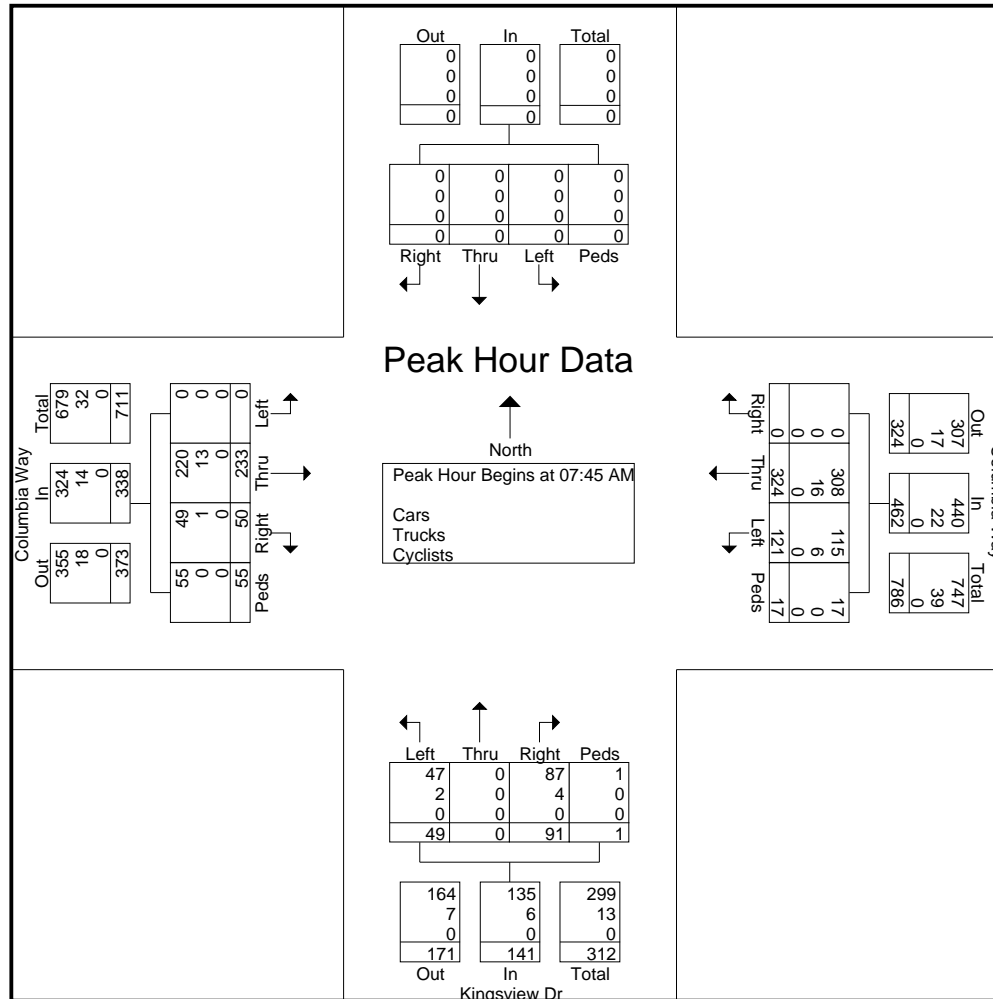 Out In Total
0 0 0
0 0 0
0 0 0
0 0 0
0 0 0 0
0 0 0 0
0 0 0 0
0 0 0 0
Right Thru Left Peds
Peak Hour Data
North
Peak Hour Begins at 07:45 AM
Cars
Trucks
Cyclists
Columbia Way
Out In Total
355 324 679
18 14 32
0 0 0
373 338 711
Peds Right Thru Left
55 49 220 0
0 1 13 0
0 0 0 0
55 50 233 0
Right Thru Left Peds
0 308 115 17
0 16 6 0
0 0 0 0
0 324 121 17
Out In Total
307 440 747
17 22 39
0 0 0
324 462 786
Left Thru Right Peds
47 0 87 1
2 0 4 0
0 0 0 0
49 0 91 1
164 135 299
7 6 13
0 0 0
171 141 312
Out In Total
Kingsview Dr